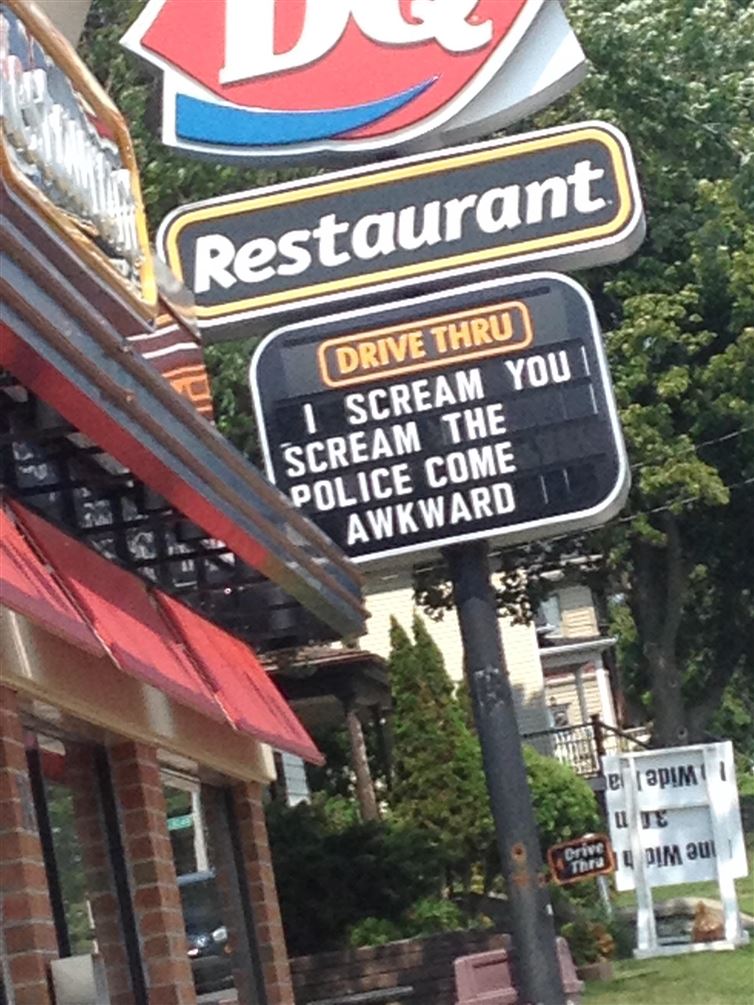 DQ
Restaurant
DRIVE THRU
I SCREAM YOU
SCREAM THE
POLICE COME
AWKWARD
Drive
Thru